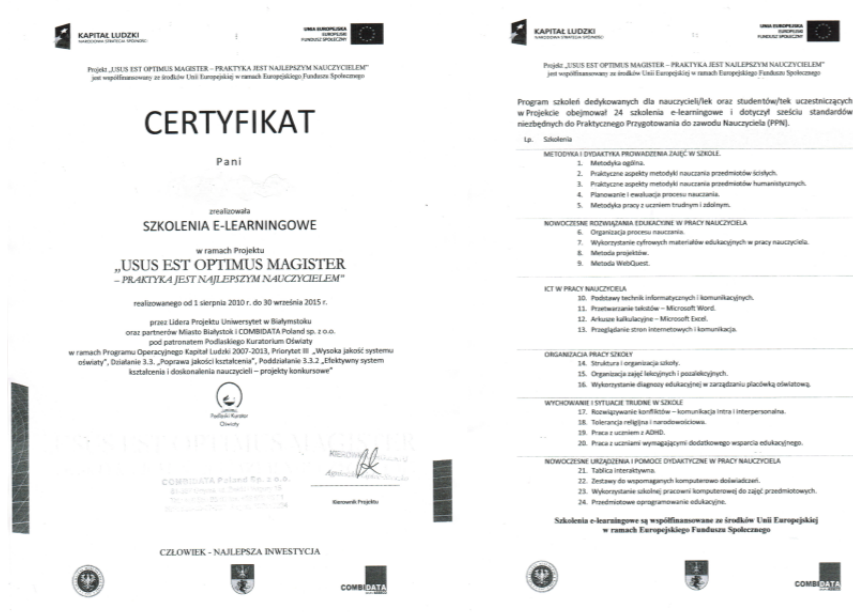 KAPITAŁ LUDZKI
NARODOWA STRATEGIA SPÓJNOŚCI
UNIA EUROPEJSKA
EUROPEJSKI
FUNDUSZ SPOŁECZNY
Projekt „USUS EST OPTIMUS MAGISTER – PRAKTYKA JEST NAJLEPSZYM NAUCZYCIELEM"
jest współfinansowany ze środków Unii Europejskiej w ramach Europejskiego Funduszu Społecznego
CERTYFIKAT
Pani
zrealizowała
SZKOLENIA E-LEARNINGOWE
w ramach Projektu
„USUS EST OPTIMUS MAGISTER
– PRAKTYKA JEST NAJLEPSZYM NAUCZYCIELEM"
realizowanego od 1 sierpnia 2010 r. do 30 września 2015 r.
przez Lidera Projektu Uniwersytet w Białymstoku
oraz partnerów Miasto Białystok i COMBIDATA Poland sp. z o.o.
pod patronatem Podlaskiego Kuratorium Oświaty
w ramach Programu Operacyjnego Kapitał Ludzki 2007-2013, Priorytet III „Wysoka jakość systemu
oświaty", Działanie 3.3. „Poprawa jakości kształcenia", Poddziałanie 3.3.2 „Efektywny system
kształcenia i doskonalenia nauczycieli – projekty konkursowe"
Podlaski Kurator
Oświaty
USUS EST OPTIMUS MAGISTER
COMBIDATA Poland Sp. z o.o.
Kierownik Projektu
CZŁOWIEK - NAJLEPSZA INWESTYCJA
COMBIDATA
KAPITAŁ LUDZKI
NARODOWA STRATEGIA SPÓJNOŚCI
UNIA EUROPEJSKA
EUROPEJSKI
FUNDUSZ SPOŁECZNY
Projekt „USUS EST OPTIMUS MAGISTER – PRAKTYKA JEST NAJLEPSZYM NAUCZYCIELEM"
jest współfinansowany ze środków Unii Europejskiej w ramach Europejskiego Funduszu Społecznego
Program szkoleń dedykowanych dla nauczycieli/lek oraz studentów/tek uczestniczących
w Projekcie obejmował 24 szkolenia e-learningowe i dotyczył sześciu standardów
niezbędnych do Praktycznego Przygotowania do zawodu Nauczyciela (PPN).
Lp. Szkolenia
METODYKA I DYDAKTYKA PROWADZENIA ZAJĘĆ W SZKOLE.
1. Metodyka ogólna.
2. Praktyczne aspekty metodyki nauczania przedmiotów ścisłych.
3. Praktyczne aspekty metodyki nauczania przedmiotów humanistycznych.
4. Planowanie i ewaluacja procesu nauczania.
5. Metodyka pracy z uczniem trudnym i zdolnym.
NOWOCZESNE ROZWIĄZANIA EDUKACYJNE W PRACY NAUCZYCIELA
6. Organizacja procesu nauczania.
7. Wykorzystanie cyfrowych materiałów edukacyjnych w pracy nauczyciela.
8. Metoda projektów.
9. Metoda WebQuest.
ICT W PRACY NAUCZYCIELA
10. Podstawy technik informatycznych i komunikacyjnych.
11. Przetwarzanie tekstów – Microsoft Word.
12. Arkusze kalkulacyjne – Microsoft Excel.
13. Przeglądanie stron internetowych i komunikacja.
ORGANIZACJA PRACY SZKOŁY
14. Struktura i organizacja szkoły.
15. Organizacja zajęć lekcyjnych i pozalekcyjnych.
16. Wykorzystanie diagnozy edukacyjnej w zarządzaniu placówką oświatową.
WYCHOWANIE I SYTUACJE TRUDNE W SZKOLE
17. Rozwiązywanie konfliktów – komunikacja intra i interpersonalna.
18. Tolerancja religijna i narodowościowa.
19. Praca z uczniem z ADHD.
20. Praca z uczniami wymagającymi dodatkowego wsparcia edukacyjnego.
NOWOCZESNE URZĄDZENIA I POMOCE DYDAKTYCZNE W PRACY NAUCZYCIELA
21. Tablica interaktywna.
22. Zestawy do wspomaganych komputerowo doświadczeń.
23. Wykorzystanie szkolnej pracowni komputerowej do zajęć przedmiotowych.
24. Przedmiotowe oprogramowanie edukacyjne.
Szkolenia e-learningowe są współfinansowane ze środków Unii Europejskiej
w ramach Europejskiego Funduszu Społecznego
COMBIDATA